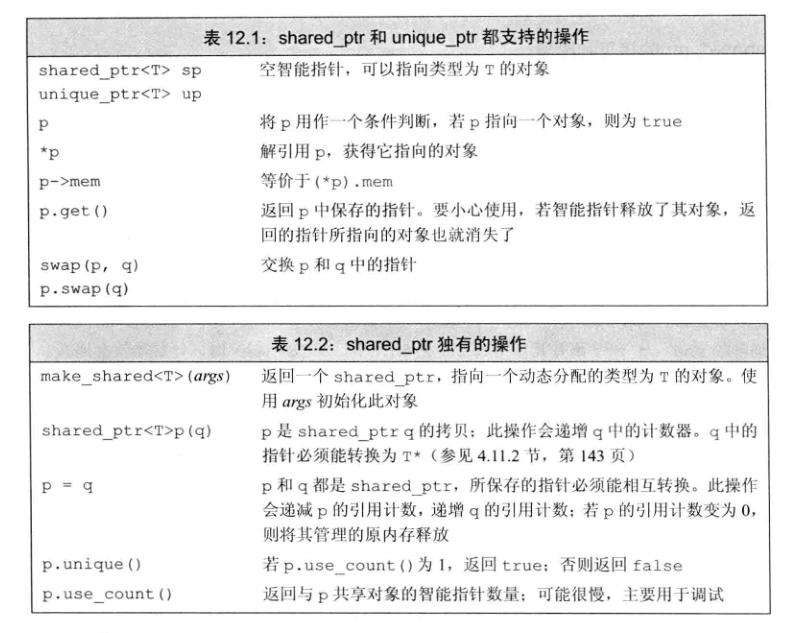 表 12.1：shared_ptr 和 unique_ptr 都支持的操作
shared_ptr<T> sp 空智能指针，可以指向类型为 T 的对象
unique_ptr<T> up
p 将 p 用作一个条件判断，若 p 指向一个对象，则为 true
*p 解引用 p，获得它指向的对象
p->mem 等价于(*p).mem
p.get() 返回 p 中保存的指针。要小心使用，若智能指针释放了其对象，返
回的指针所指向的对象也就消失了
swap(p, q) 交换 p 和 q 中的指针
p.swap(q)
表 12.2：shared_ptr 独有的操作
make_shared<T>(args) 返回一个 shared_ptr，指向一个动态分配的类型为 T 的对象。使
用 args 初始化此对象
shared_ptr<T>p(q) p 是 shared_ptr q 的拷贝；此操作会递增 q 中的计数器。q 中的
指针必须能转换为 T*（参见 4.11.2 节，第 143 页）
p = q p 和 q 都是 shared_ptr，所保存的指针必须能相互转换。此操作
会递减 p 的引用计数，递增 q 的引用计数；若 p 的引用计数变为 0，
则将其管理的原内存释放
p.unique() 若 p.use_count()为 1，返回 true；否则返回 false
p.use_count() 返回与 p 共享对象的智能指针数量；可能很慢，主要用于调试